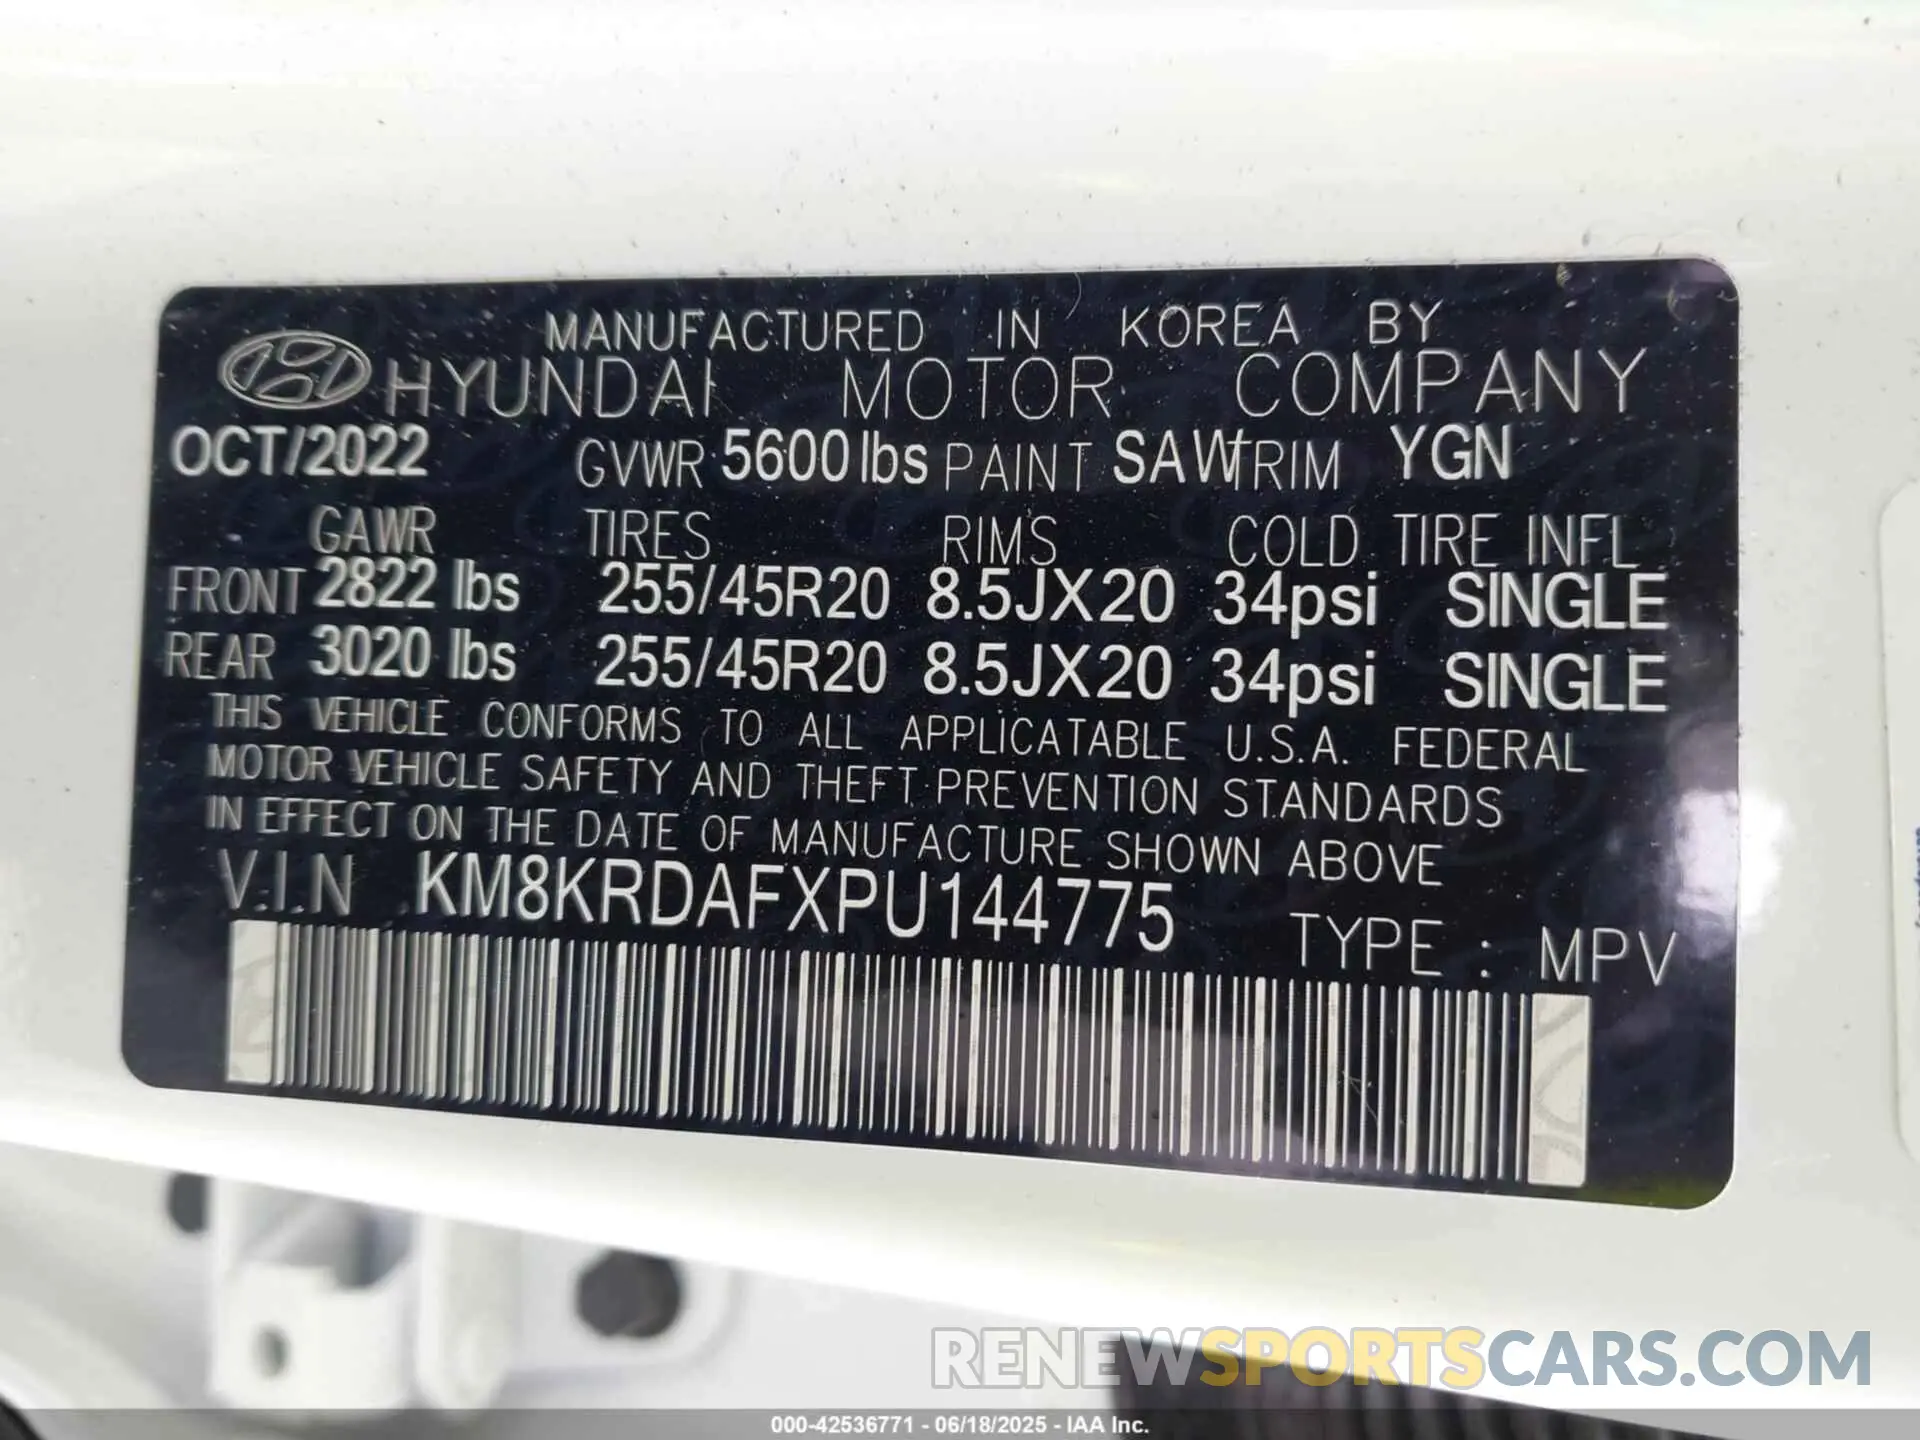 MANUFACTURED IN KOREA BY
HYUNDAI MOTOR COMPANY
OCT/2022 GVWR 5600 lbs PAINT SAW TRIM YGN
GAWR TIRES RIMS COLD TIRE INFL
FRONT 2822 lbs 255/45R20 8.5JX20 34psi SINGLE
REAR 3020 lbs 255/45R20 8.5JX20 34psi SINGLE
THIS VEHICLE CONFORMS TO ALL APPLICATABLE U.S.A. FEDERAL
MOTOR VEHICLE SAFETY AND THEFT PREVENTION STANDARDS
IN EFFECT ON THE DATE OF MANUFACTURE SHOWN ABOVE
V.I.N KM8KRDAFXPU144775 TYPE : MPV
RENEWSPORTSCARS.COM
000-42536771 - 06/18/2025 - IAA Inc.